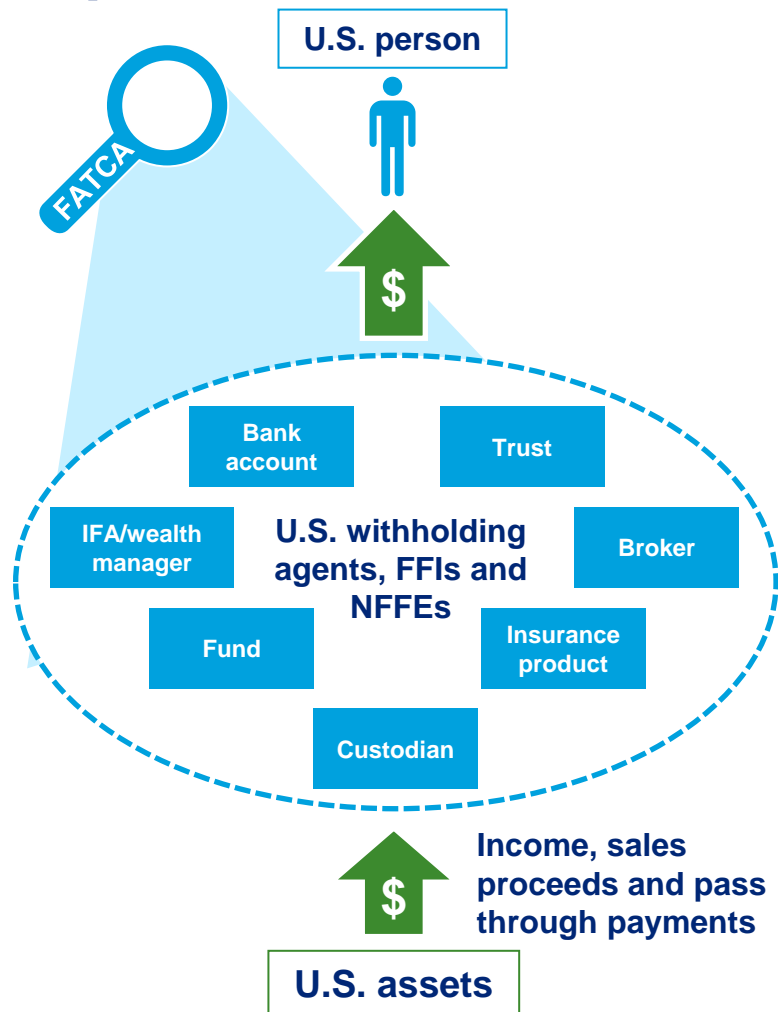 U.S. person
FATCA
$
Bank
account
Trust
IFA/wealth
manager
U.S. withholding
agents, FFIs and
NFFEs
Broker
Fund
Insurance
product
Custodian
$
Income, sales
proceeds and pass
through payments
U.S. assets